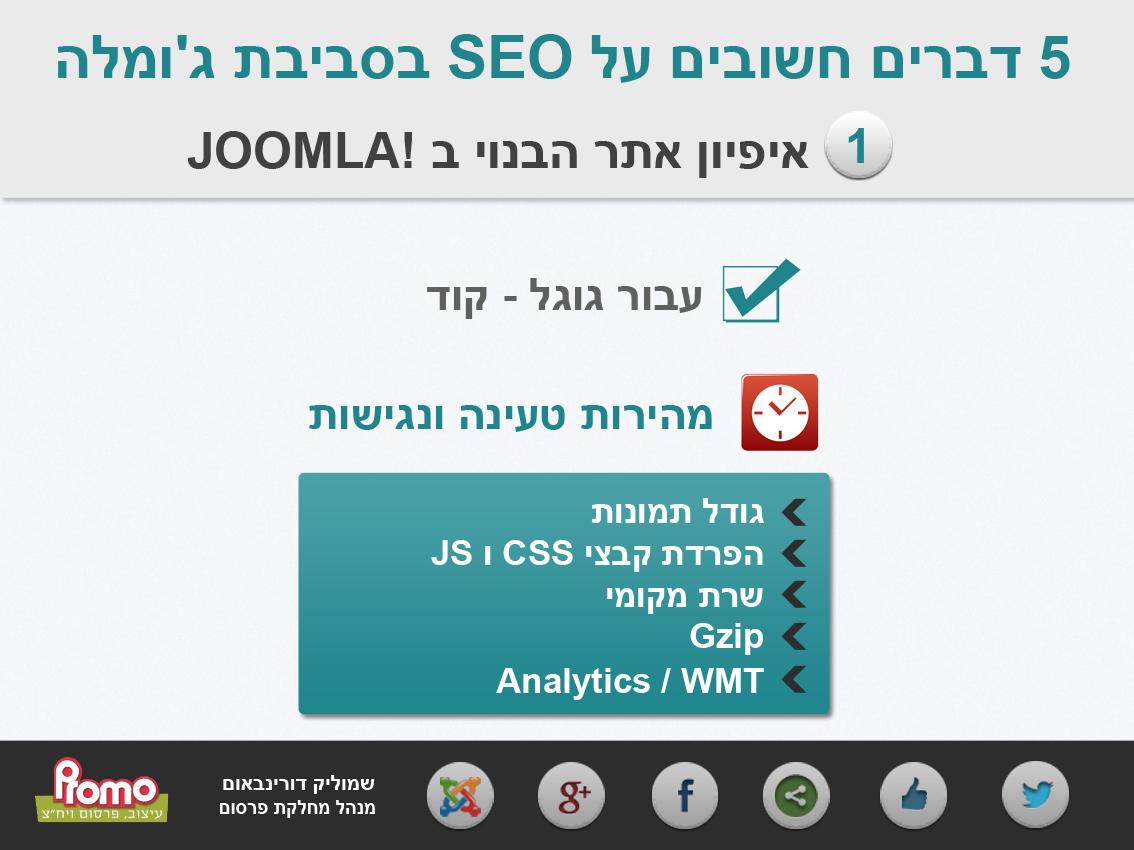 5 דברים חשובים על SEO בסביבת ג'ומלה
1 איפיון אתר הבנוי ב JOOMLA!
עבור גוגל - קוד
מהירות טעינה ונגישות
גודל תמונות
הפרדת קבצי CSS ו JS
שרת מקומי
Gzip
Analytics / WMT
שמוליק דורינבאום
מנהל מחלקת פרסום
Promo
עיצוב, פרסום ויח״צ
g+
f